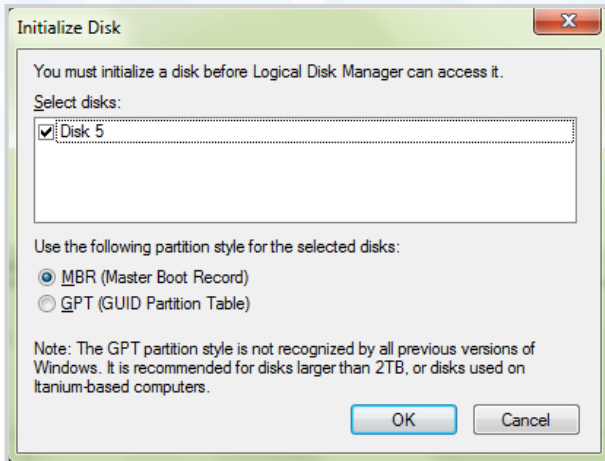 Initialize Disk
You must initialize a disk before Logical Disk Manager can access it.
Select disks:
Disk 5
Use the following partition style for the selected disks:
MBR (Master Boot Record)
GPT (GUID Partition Table)
Note: The GPT partition style is not recognized by all previous versions of
Windows. It is recommended for disks larger than 2TB, or disks used on
Itanium-based computers.
OK Cancel